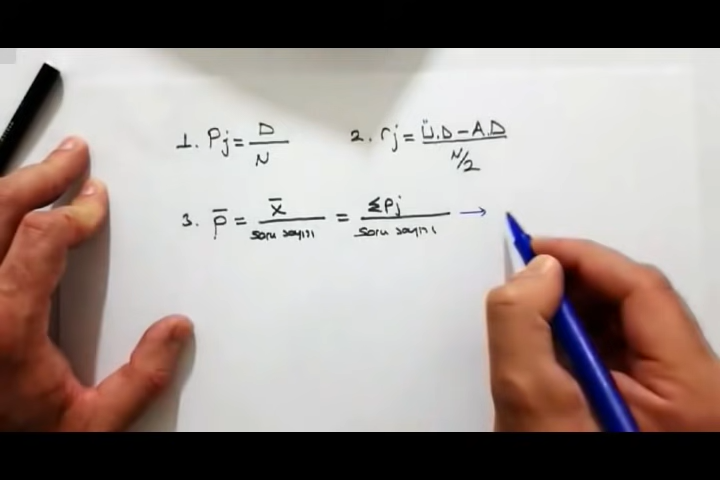 1. Pj = D/N 2. rj = Ü.D - A.D / N/2
3. p̄ = x̄ / soru sayısı = Σpj / soru sayısı →